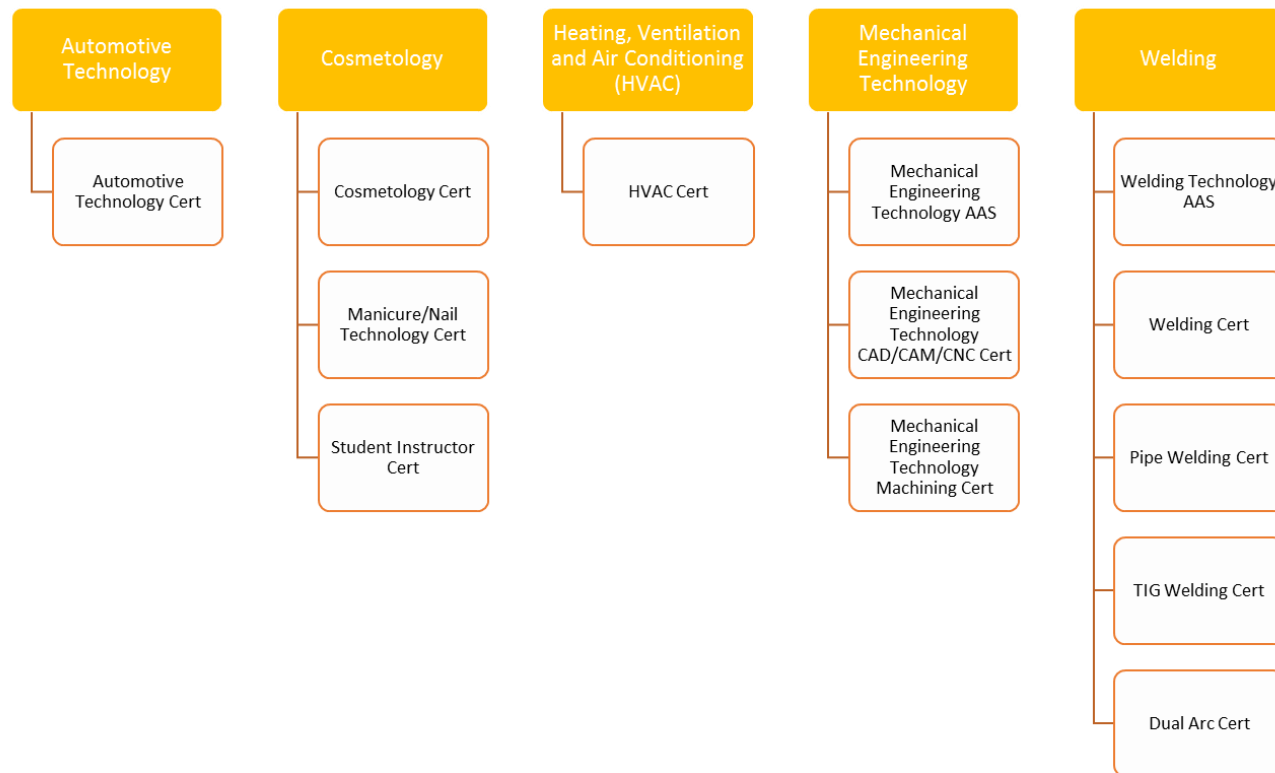 Automotive
Technology
Automotive
Technology Cert
Cosmetology
Cosmetology Cert
Manicure/Nail
Technology Cert
Student Instructor
Cert
Heating, Ventilation
and Air Conditioning
(HVAC)
HVAC Cert
Mechanical
Engineering
Technology
Mechanical
Engineering
Technology AAS
Mechanical
Engineering
Technology
CAD/CAM/CNC Cert
Mechanical
Engineering
Technology
Machining Cert
Welding
Welding Technology
AAS
Welding Cert
Pipe Welding Cert
TIG Welding Cert
Dual Arc Cert